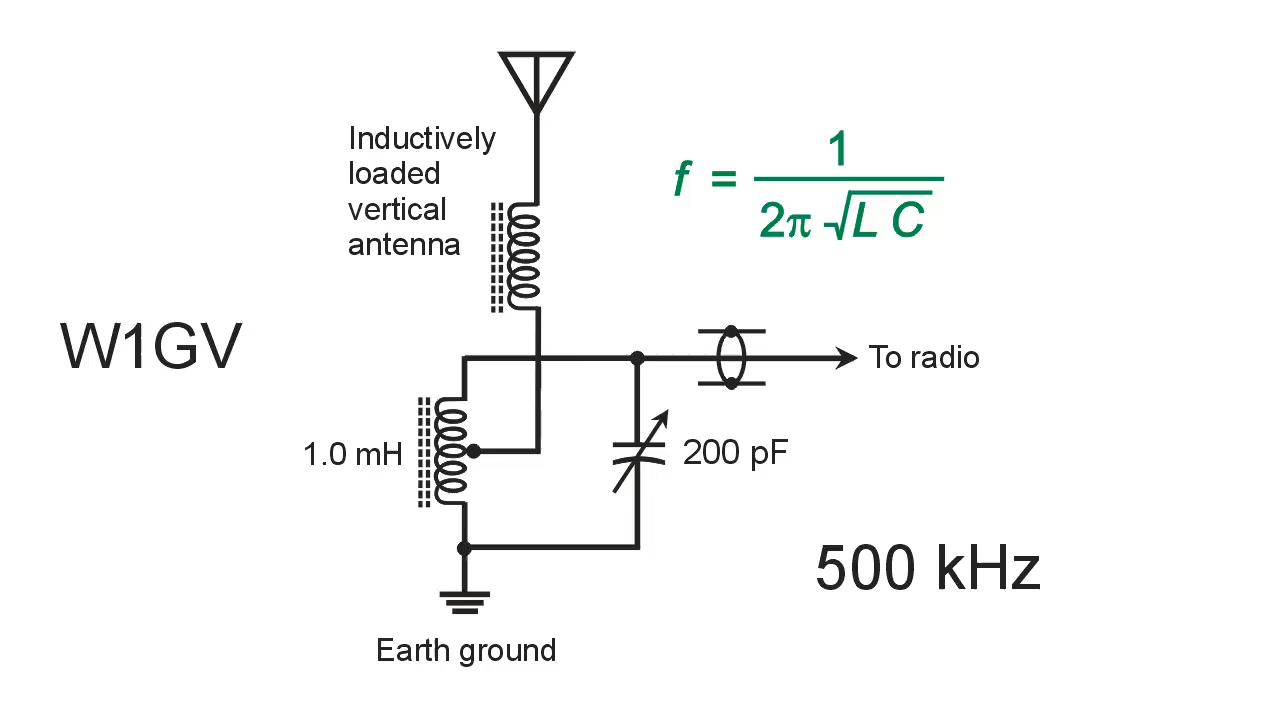 Inductively
loaded
vertical
antenna
f = 1 / 2π √L C
W1GV
To radio
1.0 mH
200 pF
500 kHz
Earth ground